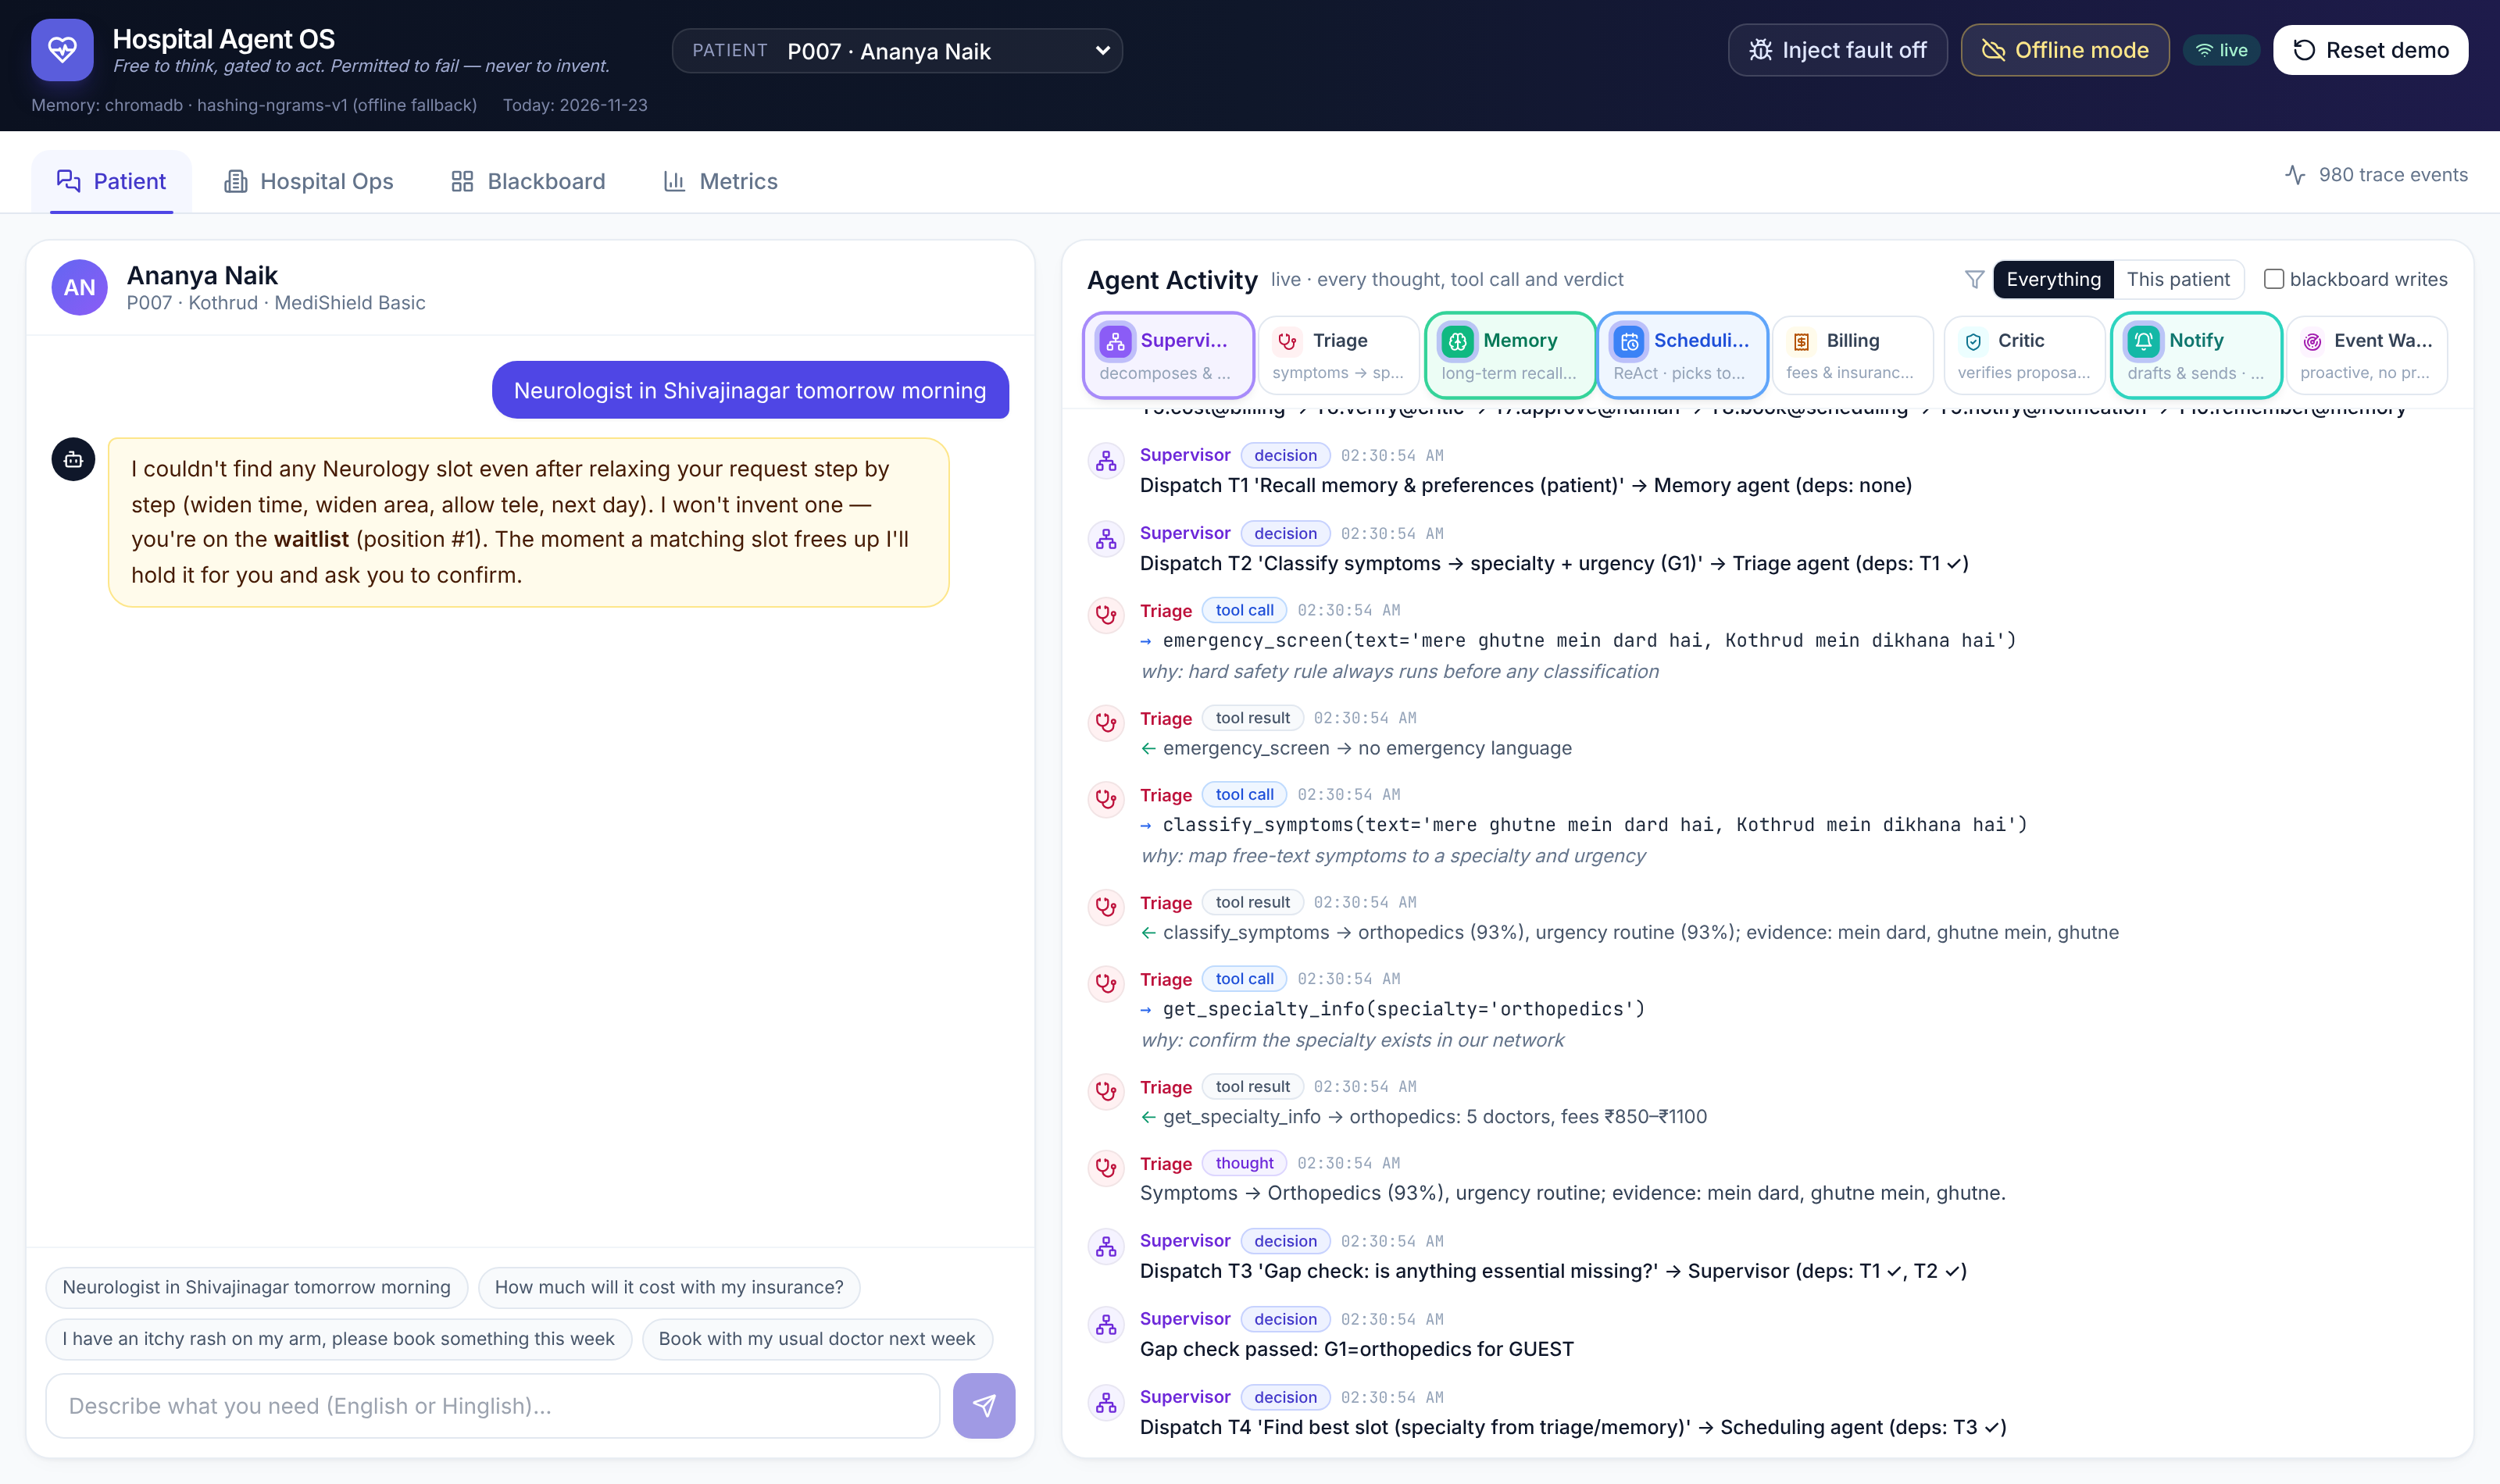 Hospital Agent OS
Free to think, gated to act. Permitted to fail — never to invent.
Memory: chromadb · hashing-ngrams-v1 (offline fallback) Today: 2026-11-23
PATIENT P007 · Ananya Naik
Inject fault off
Offline mode
live
Reset demo
Patient
Hospital Ops
Blackboard
Metrics
980 trace events
AN
Ananya Naik
P007 · Kothrud · MediShield Basic
Neurologist in Shivajinagar tomorrow morning
I couldn't find any Neurology slot even after relaxing your request step by
step (widen time, widen area, allow tele, next day). I won't invent one —
you're on the waitlist (position #1). The moment a matching slot frees up I'll
hold it for you and ask you to confirm.
Neurologist in Shivajinagar tomorrow morning
How much will it cost with my insurance?
I have an itchy rash on my arm, please book something this week
Book with my usual doctor next week
Describe what you need (English or Hinglish)...
Agent Activity live · every thought, tool call and verdict
Everything
This patient
blackboard writes
Supervi...
decomposes & ...
Triage
symptoms → sp...
Memory
long-term recall...
Scheduli...
ReAct · picks to...
Billing
fees & insuranc...
Critic
verifies proposa...
Notify
drafts & sends · ...
Event Wa...
proactive, no pr...
T5.cost@billing → T6.verify@critic → T7.approve@human → T8.book@scheduling → T9.notify@notification → T10.remember@memory
Supervisor decision 02:30:54 AM
Dispatch T1 'Recall memory & preferences (patient)' → Memory agent (deps: none)
Supervisor decision 02:30:54 AM
Dispatch T2 'Classify symptoms → specialty + urgency (G1)' → Triage agent (deps: T1 ✓)
Triage tool call 02:30:54 AM
→ emergency_screen(text='mere ghutne mein dard hai, Kothrud mein dikhana hai')
why: hard safety rule always runs before any classification
Triage tool result 02:30:54 AM
← emergency_screen → no emergency language
Triage tool call 02:30:54 AM
→ classify_symptoms(text='mere ghutne mein dard hai, Kothrud mein dikhana hai')
why: map free-text symptoms to a specialty and urgency
Triage tool result 02:30:54 AM
← classify_symptoms → orthopedics (93%), urgency routine (93%); evidence: mein dard, ghutne mein, ghutne
Triage tool call 02:30:54 AM
→ get_specialty_info(specialty='orthopedics')
why: confirm the specialty exists in our network
Triage tool result 02:30:54 AM
← get_specialty_info → orthopedics: 5 doctors, fees ₹850–₹1100
Triage thought 02:30:54 AM
Symptoms → Orthopedics (93%), urgency routine; evidence: mein dard, ghutne mein, ghutne.
Supervisor decision 02:30:54 AM
Dispatch T3 'Gap check: is anything essential missing?' → Supervisor (deps: T1 ✓, T2 ✓)
Supervisor decision 02:30:54 AM
Gap check passed: G1=orthopedics for GUEST
Supervisor decision 02:30:54 AM
Dispatch T4 'Find best slot (specialty from triage/memory)' → Scheduling agent (deps: T3 ✓)